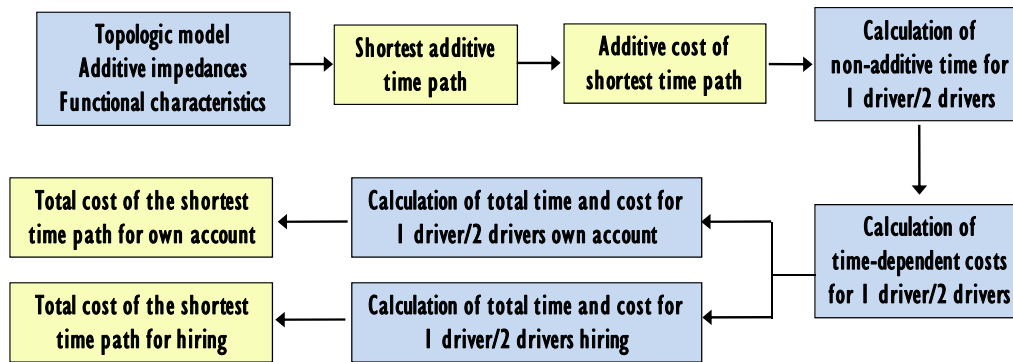 Topologic model
Additive impedances
Functional characteristics
Shortest additive
time path
Additive cost of
shortest time path
Calculation of
non-additive time for
1 driver/2 drivers
Total cost of the shortest
time path for own account
Calculation of total time and cost for
1 driver/2 drivers own account
Calculation of
time-dependent costs
for 1 driver/2 drivers
Total cost of the shortest
time path for hiring
Calculation of total time and cost for
1 driver/2 drivers hiring